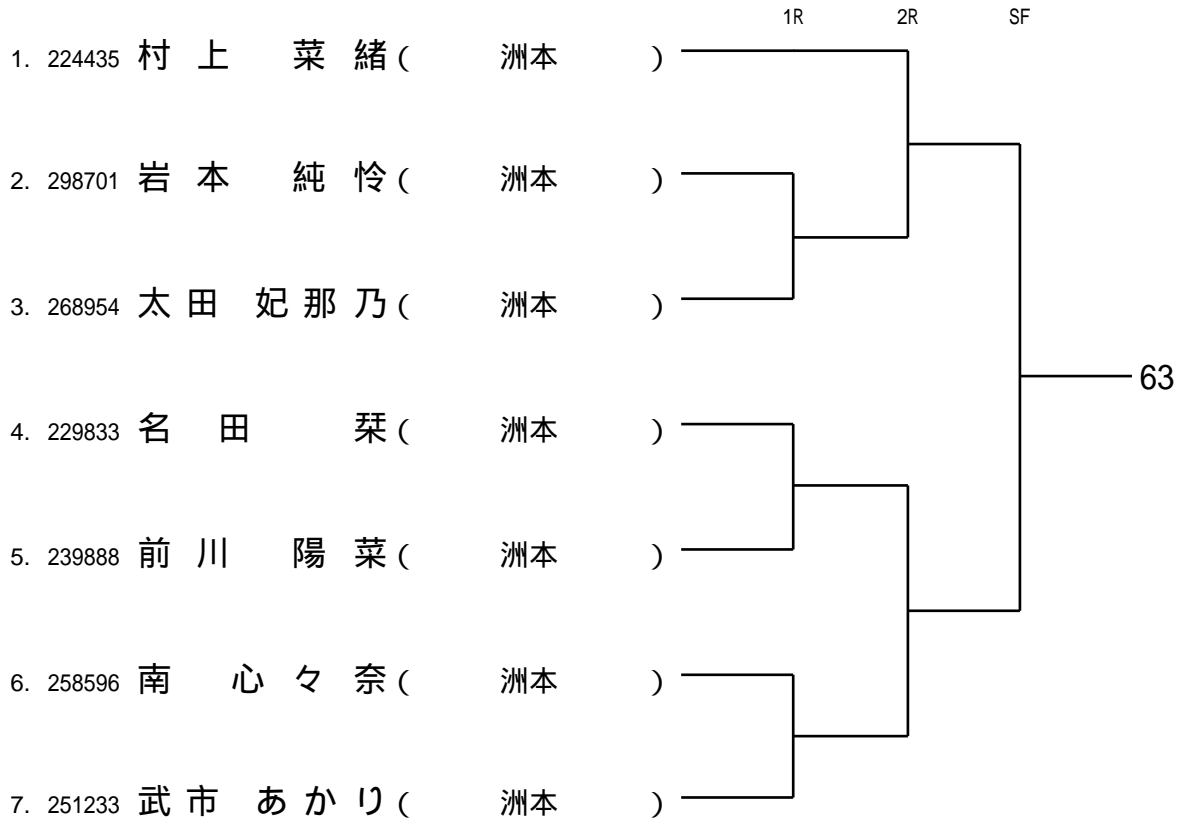 1R 2R SF
1. 224435 村上 菜緒 ( 洲本 )
2. 298701 岩本 純怜 ( 洲本 )
3. 268954 太田 妃那乃 ( 洲本 )
63
4. 229833 名田 栞 ( 洲本 )
5. 239888 前川 陽菜 ( 洲本 )
6. 258596 南 心々奈 ( 洲本 )
7. 251233 武市 あかり ( 洲本 )